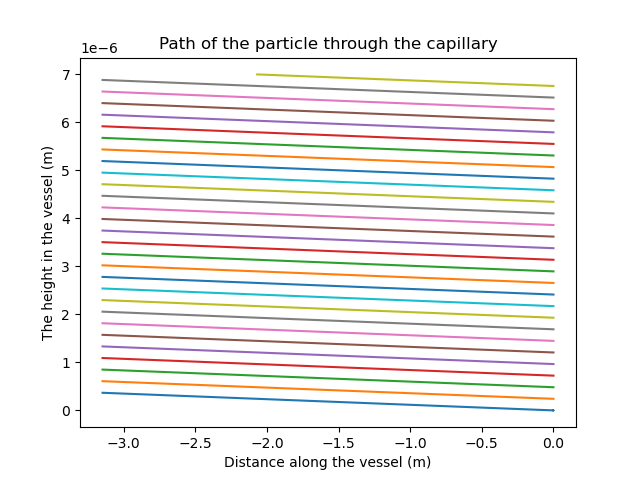 Path of the particle through the capillary
1e−6
7
6
5
4
3
2
1
0
The height in the vessel (m)
−3.0 −2.5 −2.0 −1.5 −1.0 −0.5 0.0
Distance along the vessel (m)